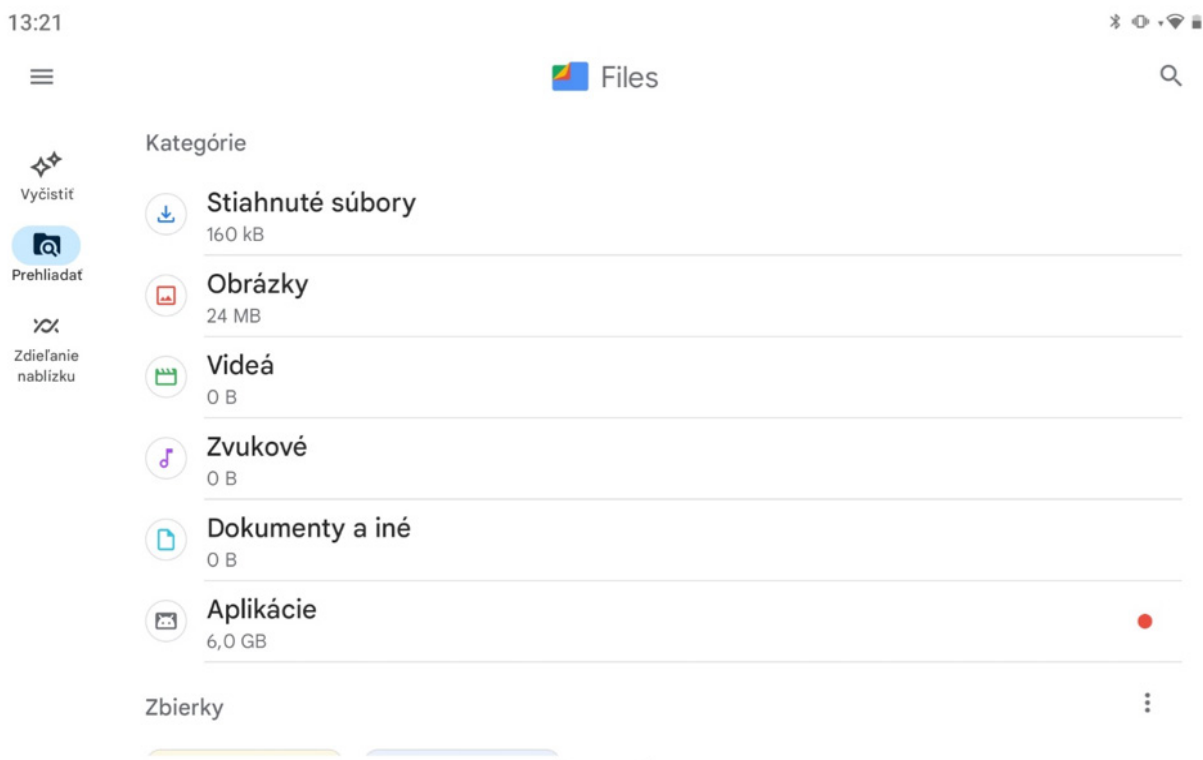 13:21
Files
Vyčistiť
Prehliadať
Zdieľanie
nablízku
Kategórie
Stiahnuté súbory
160 kB
Obrázky
24 MB
Videá
0 B
Zvukové
0 B
Dokumenty a iné
0 B
Aplikácie
6,0 GB
Zbierky